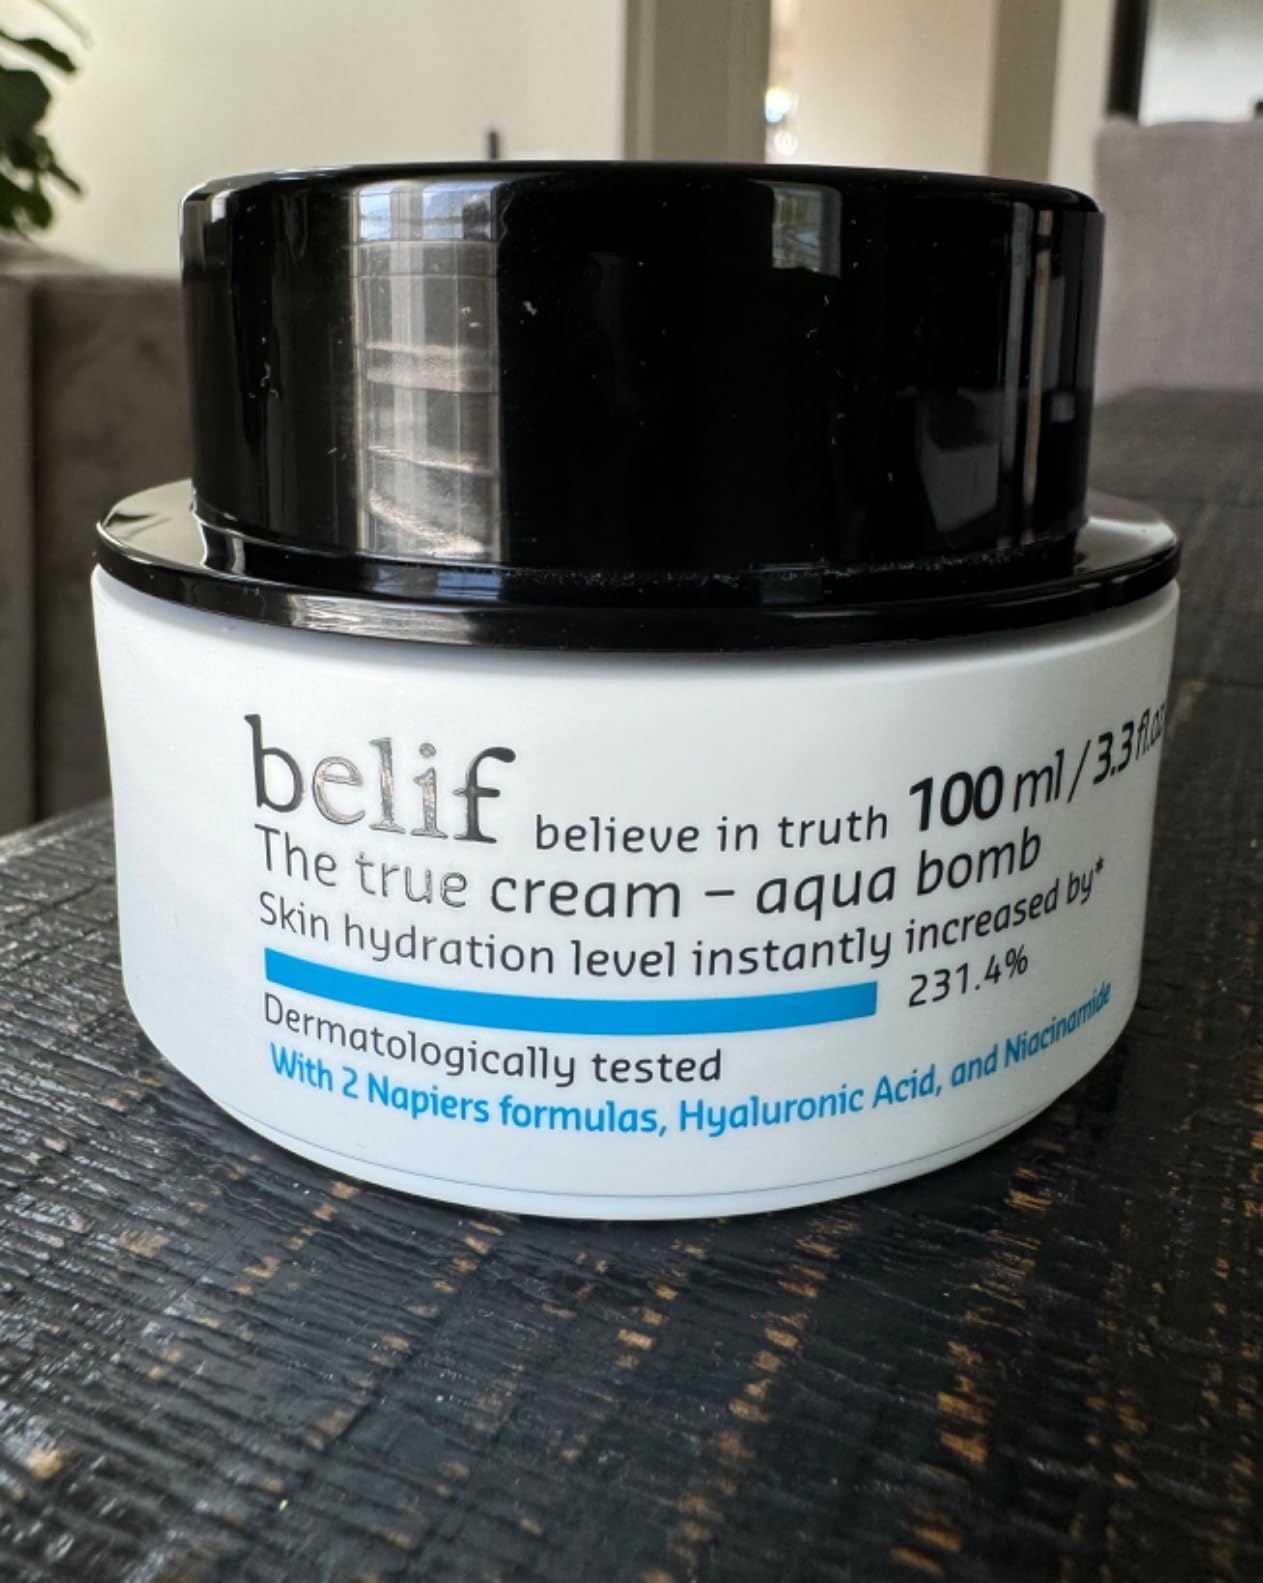 belif believe in truth 100 ml / 3.3 fl.oz
The true cream – aqua bomb
Skin hydration level instantly increased by*
231.4%
Dermatologically tested
With 2 Napiers formulas, Hyaluronic Acid, and Niacinamide